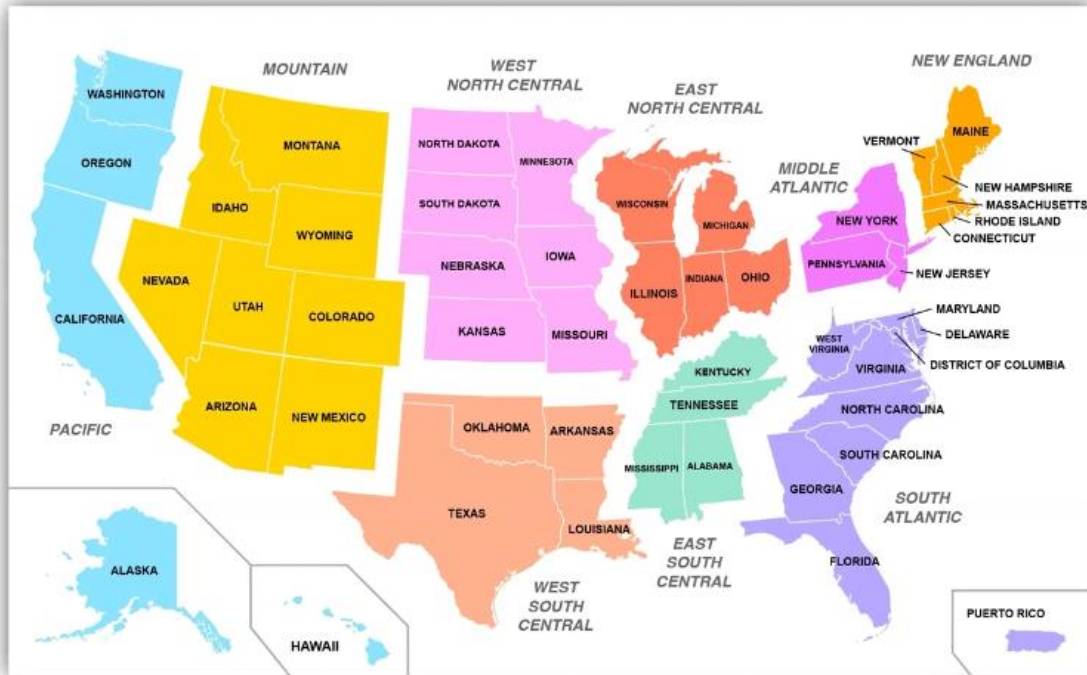 MOUNTAIN
WEST
NORTH CENTRAL
EAST
NORTH CENTRAL
NEW ENGLAND
MIDDLE
ATLANTIC
WASHINGTON
OREGON
CALIFORNIA
PACIFIC
MONTANA
IDAHO
WYOMING
NEVADA
UTAH
COLORADO
ARIZONA
NEW MEXICO
NORTH DAKOTA
MINNESOTA
SOUTH DAKOTA
NEBRASKA
IOWA
KANSAS
MISSOURI
WISCONSIN
MICHIGAN
ILLINOIS
INDIANA
OHIO
MAINE
VERMONT
NEW HAMPSHIRE
MASSACHUSETTS
RHODE ISLAND
CONNECTICUT
NEW YORK
PENNSYLVANIA
NEW JERSEY
MARYLAND
DELAWARE
DISTRICT OF COLUMBIA
WEST
VIRGINIA
VIRGINIA
NORTH CAROLINA
SOUTH CAROLINA
GEORGIA
FLORIDA
SOUTH
ATLANTIC
KENTUCKY
TENNESSEE
MISSISSIPPI
ALABAMA
EAST
SOUTH
CENTRAL
OKLAHOMA
ARKANSAS
TEXAS
LOUISIANA
WEST
SOUTH
CENTRAL
ALASKA
HAWAII
PUERTO RICO